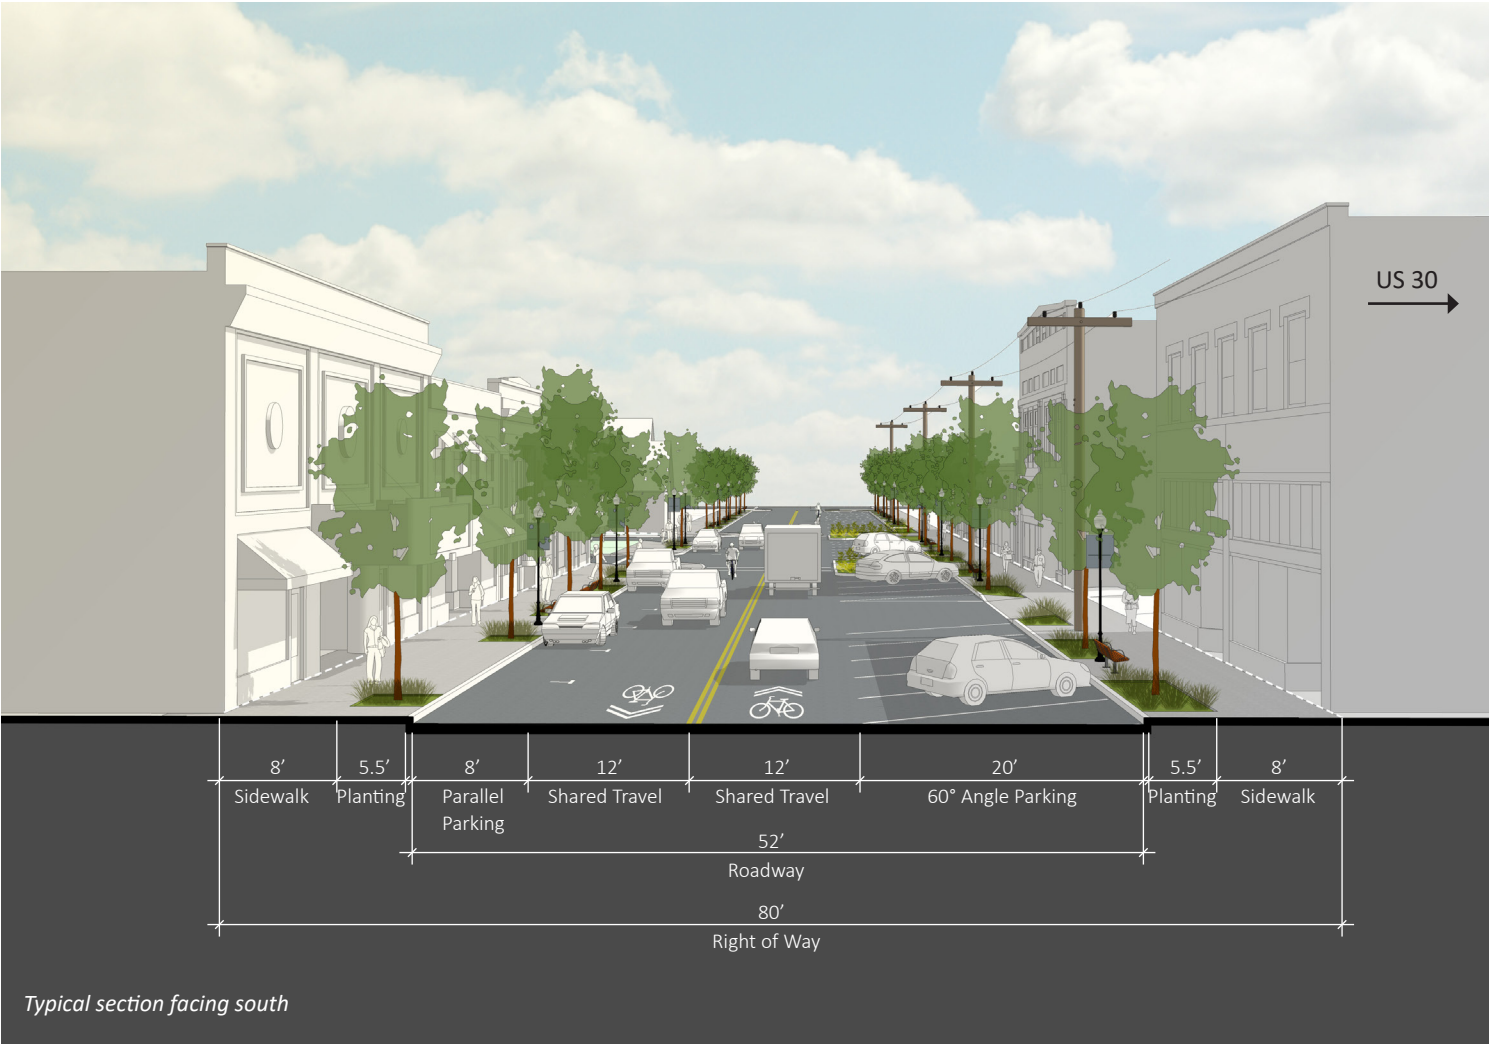 US 30
8’ 5.5’ 8’ 12’ 12’ 20’ 5.5’ 8’
Sidewalk Planting Parallel Shared Travel Shared Travel 60° Angle Parking Planting Sidewalk
Parking
52’
Roadway
80’
Right of Way
Typical section facing south